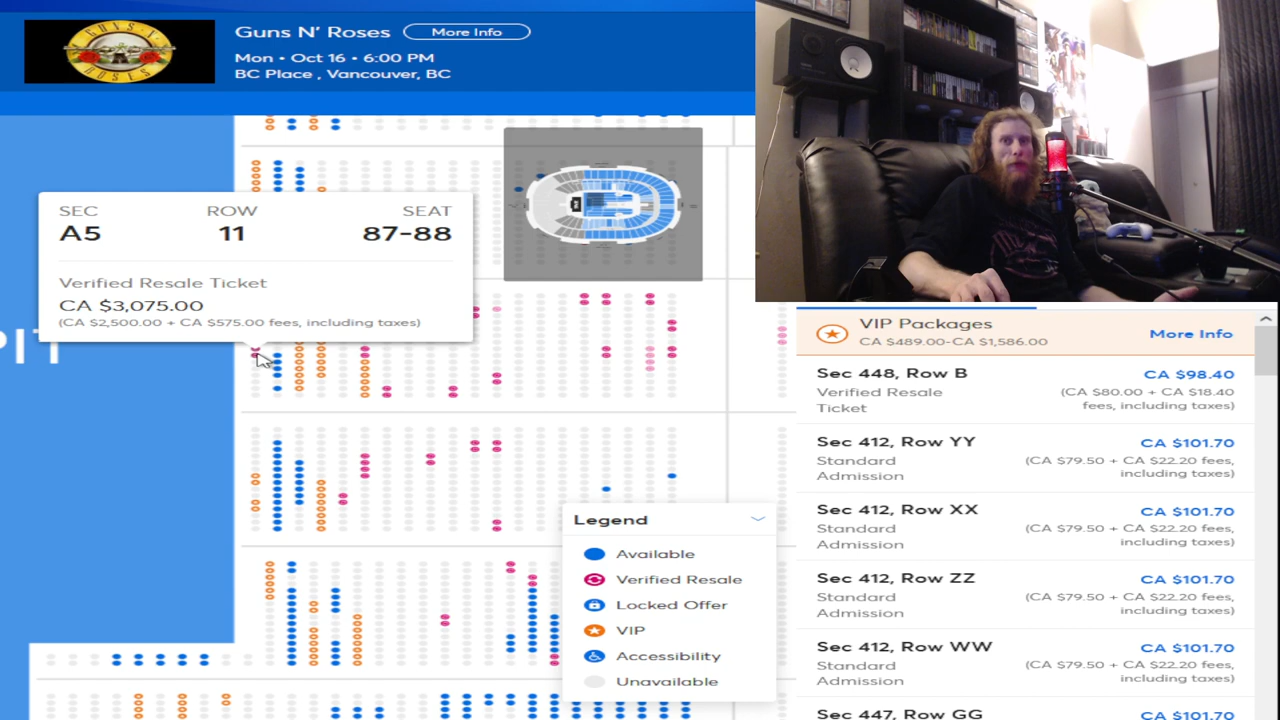 GUNS N'
ROSES
Guns N' Roses
More Info
Mon • Oct 16 • 6:00 PM
BC Place , Vancouver, BC
SEC ROW SEAT
A5 11 87-88
Verified Resale Ticket
CA $3,075.00
(CA $2,500.00 + CA $575.00 fees, including taxes)
PIT
Legend
Available
Verified Resale
Locked Offer
VIP
Accessibility
Unavailable
VIP Packages
CA $489.00-CA $1,586.00
More Info
Sec 448, Row B CA $98.40
Verified Resale (CA $80.00 + CA $18.40
Ticket fees, including taxes)
Sec 412, Row YY CA $101.70
Standard (CA $79.50 + CA $22.20 fees,
Admission including taxes)
Sec 412, Row XX CA $101.70
Standard (CA $79.50 + CA $22.20 fees,
Admission including taxes)
Sec 412, Row ZZ CA $101.70
Standard (CA $79.50 + CA $22.20 fees,
Admission including taxes)
Sec 412, Row WW CA $101.70
Standard (CA $79.50 + CA $22.20 fees,
Admission including taxes)
Sec 447, Row GG CA $101.70